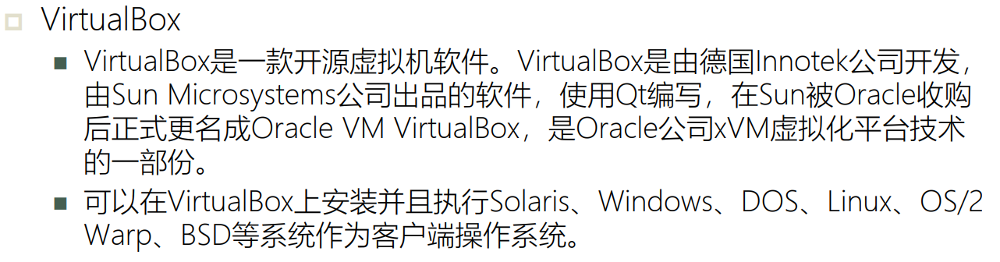 VirtualBox
VirtualBox是一款开源虚拟机软件。VirtualBox是由德国Innotek公司开发，
由Sun Microsystems公司出品的软件，使用Qt编写，在Sun被Oracle收购
后正式更名成Oracle VM VirtualBox，是Oracle公司xVM虚拟化平台技术
的一部份。
可以在VirtualBox上安装并且执行Solaris、Windows、DOS、Linux、OS/2
Warp、BSD等系统作为客户端操作系统。